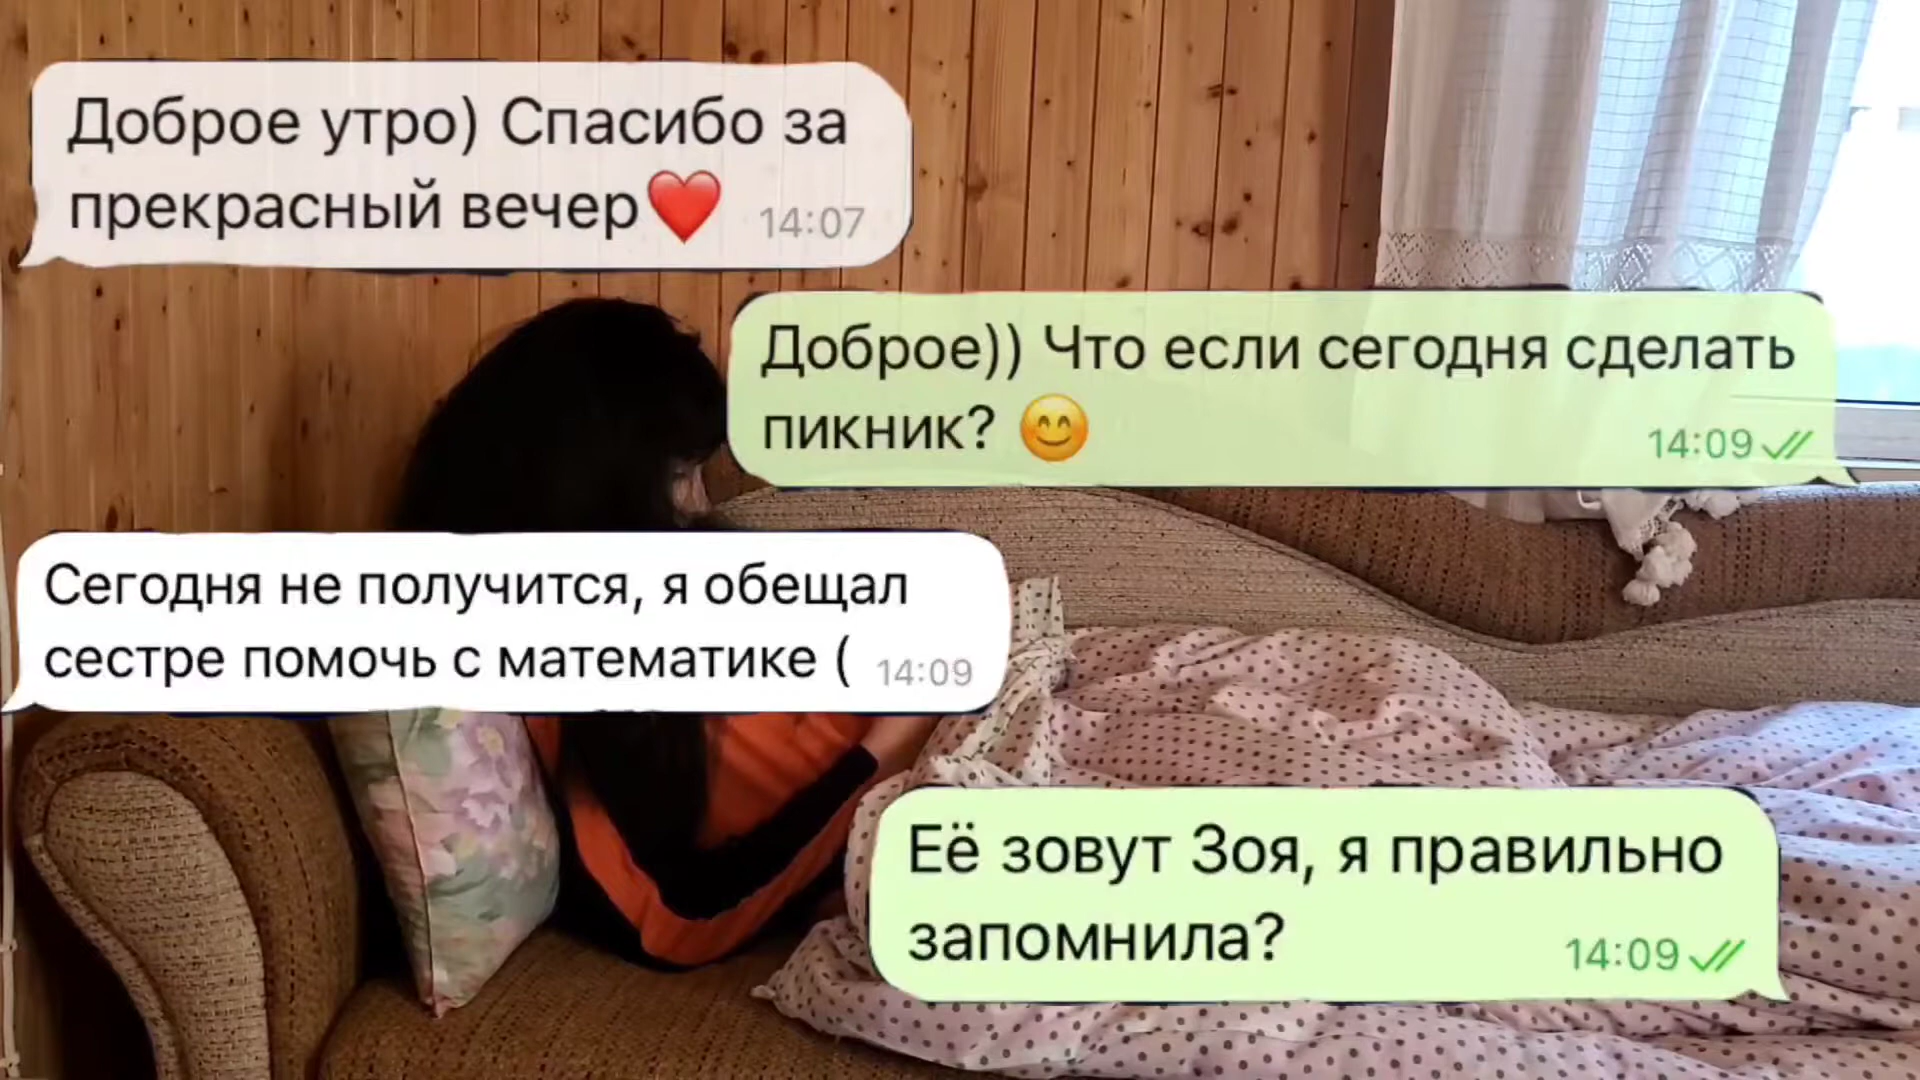 Доброе утро) Спасибо за
прекрасный вечер❤️ 14:07
Доброе)) Что если сегодня сделать
пикник? 😊 14:09
Сегодня не получится, я обещал
сестре помочь с математике ( 14:09
Её зовут Зоя, я правильно
запомнила? 14:09